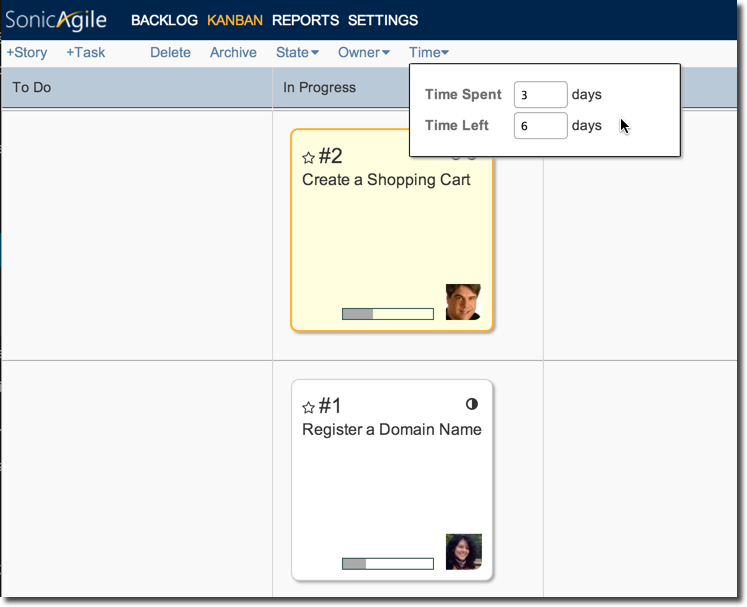 SonicAgile BACKLOG KANBAN REPORTS SETTINGS
+Story +Task Delete Archive State Owner Time
To Do In Progress
Time Spent 3 days
Time Left 6 days
#2
Create a Shopping Cart
#1
Register a Domain Name